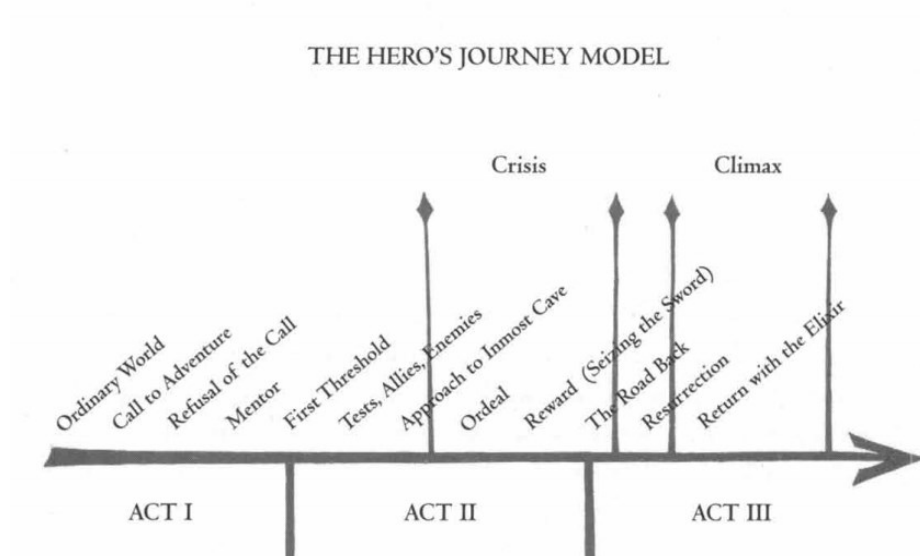 THE HERO'S JOURNEY MODEL
Crisis
Climax
Ordinary World
Call to Adventure
Refusal of the Call
Mentor
First Threshold
Tests, Allies, Enemies
Approach to Inmost Cave
Ordeal
Reward (Seizing the Sword)
The Road Back
Resurrection
Return with the Elixir
ACT I
ACT II
ACT III